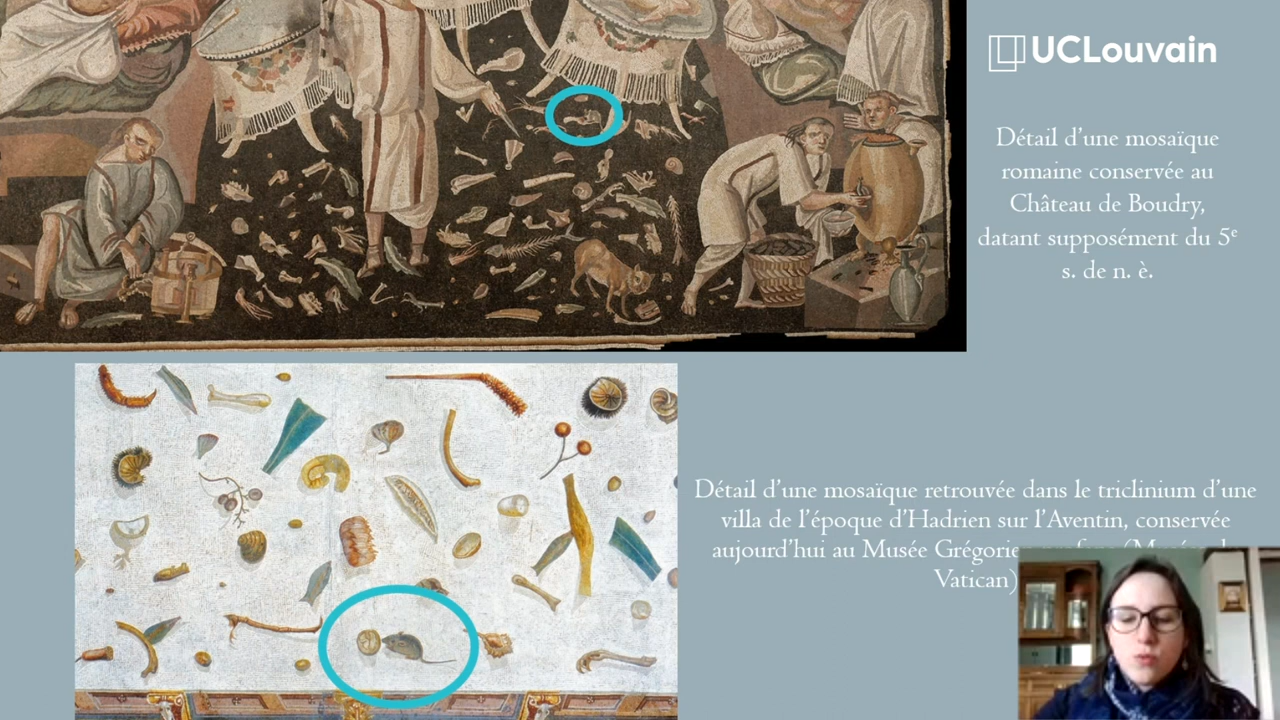 UCLouvain
Détail d'une mosaïque
romaine conservée au
Château de Boudry,
datant supposément du 5e
s. de n. è.
Détail d'une mosaïque retrouvée dans le triclinium d'une
villa de l'époque d'Hadrien sur l'Aventin, conservée
aujourd'hui au Musée
Vatican)